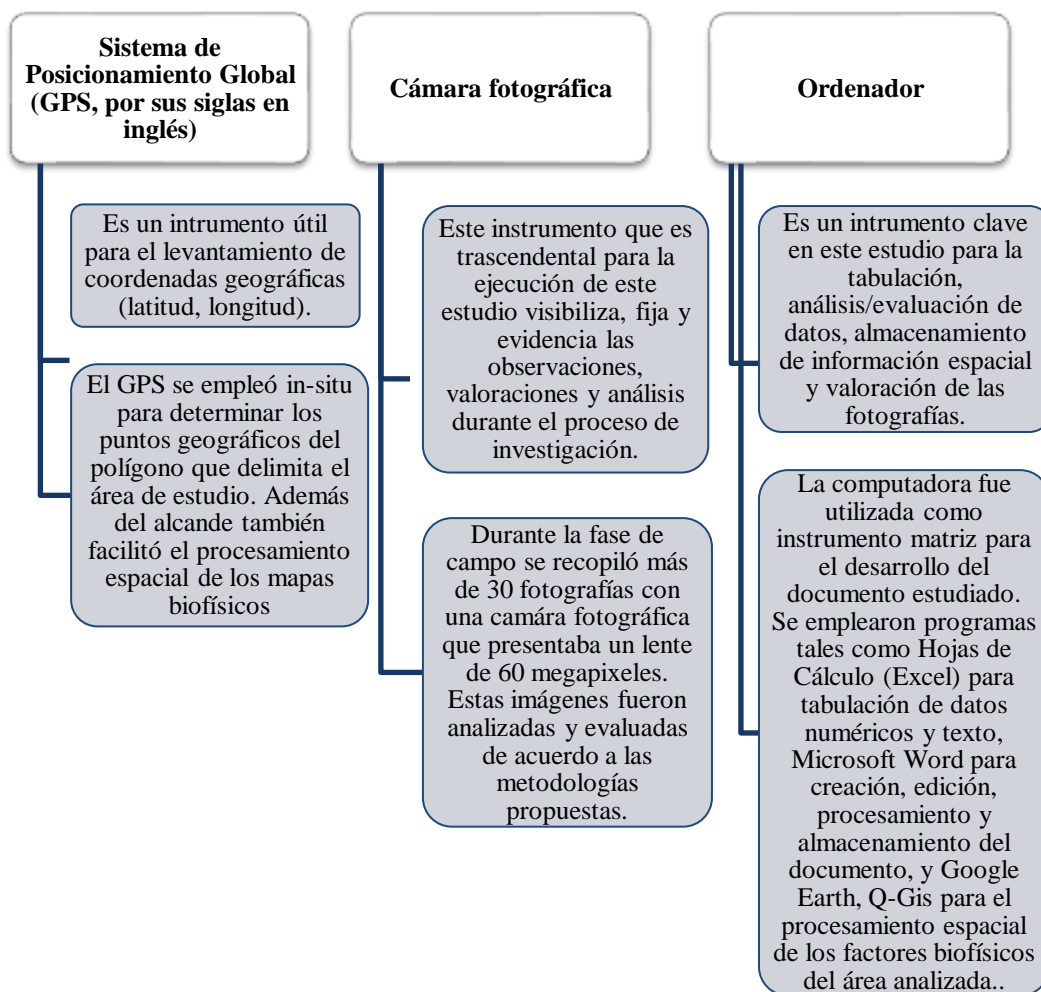 Sistema de
Posicionamiento Global
(GPS, por sus siglas en
inglés)
Es un intrumento útil
para el levantamiento de
coordenadas geográficas
(latitud, longitud).
El GPS se empleó in-situ
para determinar los
puntos geográficos del
polígono que delimita el
área de estudio. Además
del alcande también
facilitó el procesamiento
espacial de los mapas
biofísicos
Cámara fotográfica
Este instrumento que es
trascendental para la
ejecución de este
estudio visibiliza, fija y
evidencia las
observaciones,
valoraciones y análisis
durante el proceso de
investigación.
Durante la fase de
campo se recopiló más
de 30 fotografías con
una camára fotográfica
que presentaba un lente
de 60 megapixeles.
Estas imágenes fueron
analizadas y evaluadas
de acuerdo a las
metodologías
propuestas.
Ordenador
Es un intrumento clave
en este estudio para la
tabulación,
análisis/evaluación de
datos, almacenamiento
de información espacial
y valoración de las
fotografías.
La computadora fue
utilizada como
instrumento matriz para
el desarrollo del
documento estudiado.
Se emplearon programas
tales como Hojas de
Cálculo (Excel) para
tabulación de datos
numéricos y texto,
Microsoft Word para
creación, edición,
procesamiento y
almacenamiento del
documento, y Google
Earth, Q-Gis para el
procesamiento espacial
de los factores biofísicos
del área analizada..